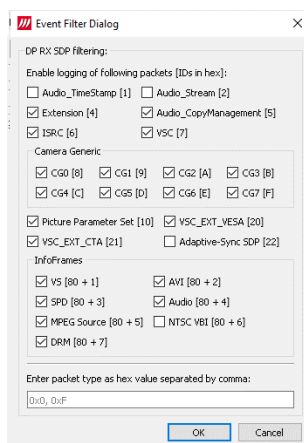 Event Filter Dialog
DP RX SDP filtering:
Enable logging of following packets [IDs in hex]:
Audio_TimeStamp [1] Audio_Stream [2]
Extension [4] Audio_CopyManagement [5]
ISRC [6] VSC [7]
Camera Generic
CG0 [8] CG1 [9] CG2 [A] CG3 [B]
CG4 [C] CG5 [D] CG6 [E] CG7 [F]
Picture Parameter Set [10] VSC_EXT_VESA [20]
VSC_EXT_CTA [21] Adaptive-Sync SDP [22]
InfoFrames
VS [80 + 1] AVI [80 + 2]
SPD [80 + 3] Audio [80 + 4]
MPEG Source [80 + 5] NTSC VBI [80 + 6]
DRM [80 + 7]
Enter packet type as hex value separated by comma:
0x0, 0xF
OK Cancel